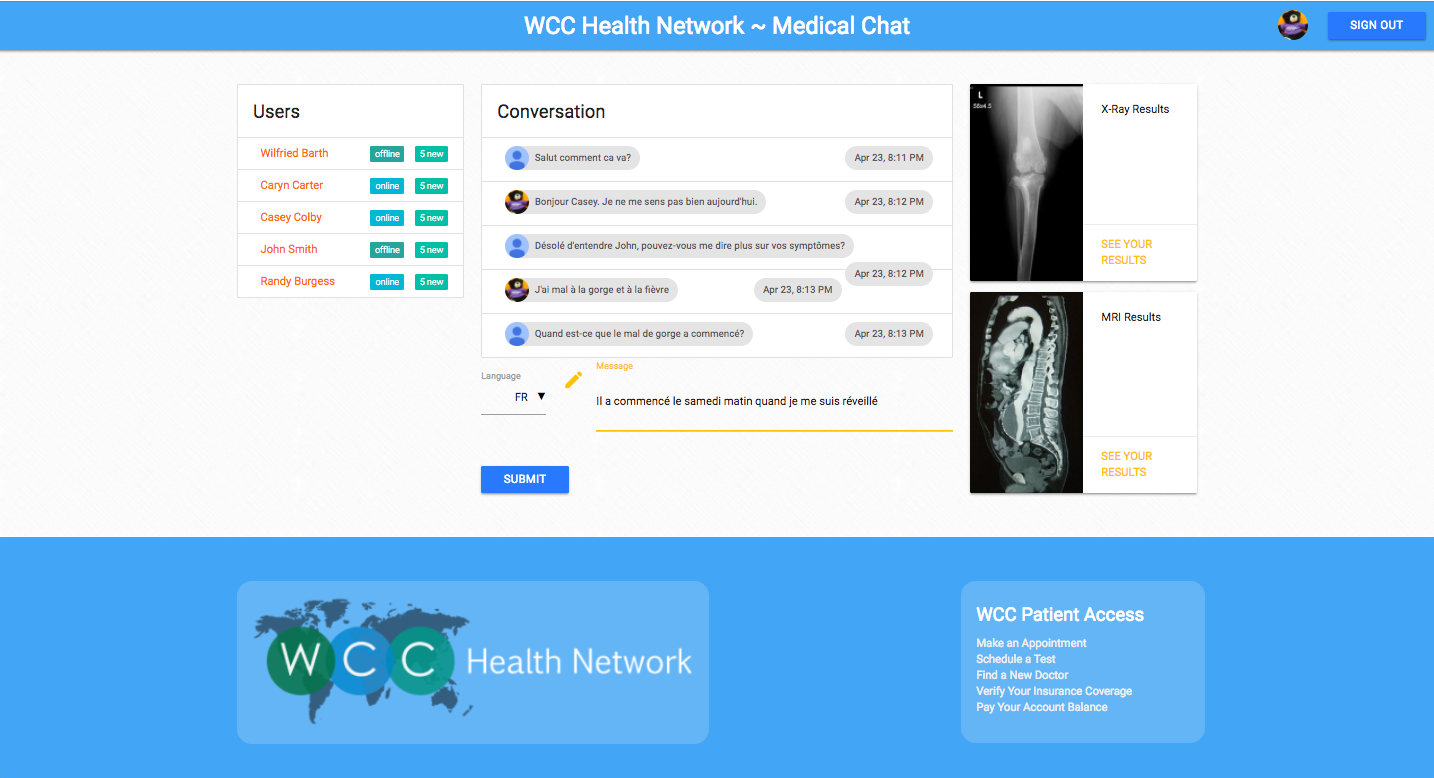 WCC Health Network ~ Medical Chat
SIGN OUT
Users
Wilfried Barth offline 5 new
Caryn Carter online 5 new
Casey Colby online 5 new
John Smith offline 5 new
Randy Burgess online 5 new
Conversation
Salut comment ca va? Apr 23, 8:11 PM
Bonjour Casey. Je ne me sens pas bien aujourd'hui. Apr 23, 8:12 PM
Désolé d'entendre John, pouvez-vous me dire plus sur vos symptômes?
Apr 23, 8:12 PM
J'ai mal à la gorge et à la fièvre Apr 23, 8:13 PM
Quand est-ce que le mal de gorge a commencé? Apr 23, 8:13 PM
Language
FR ▼
Message
Il a commencé le samedi matin quand je me suis réveillé
SUBMIT
L
X-Ray Results
SEE YOUR
RESULTS
MRI Results
SEE YOUR
RESULTS
WCC Health Network
WCC Patient Access
Make an Appointment
Schedule a Test
Find a New Doctor
Verify Your Insurance Coverage
Pay Your Account Balance